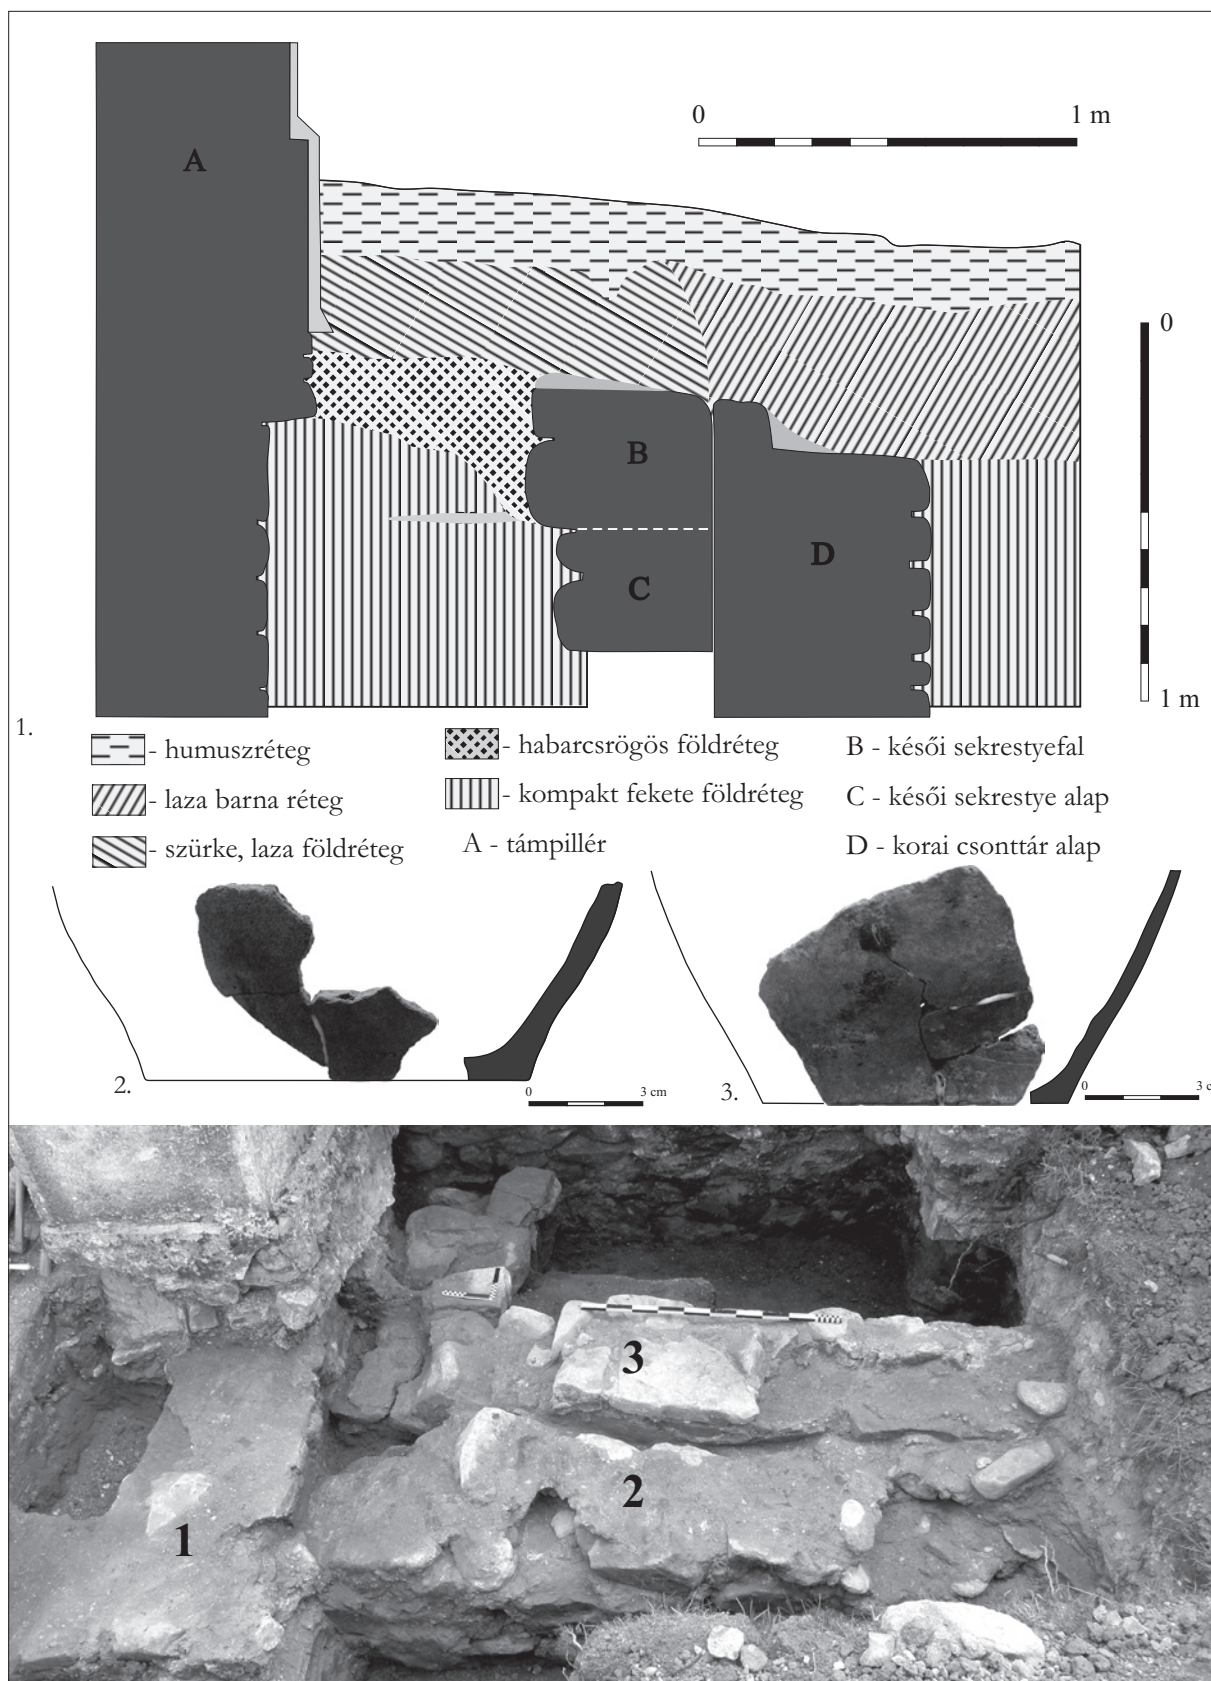 0 1 m
A
0
B
D
C
1 m
1.
- humuszréteg
- laza barna réteg
- szürke, laza földréteg
- habarcsrögös földréteg
- kompakt fekete földréteg
A - támpillér
B - késői sekrestyefal
C - késői sekrestye alap
D - korai csonttár alap
2.
0 3 cm
3.
0 3 c
3
2
1